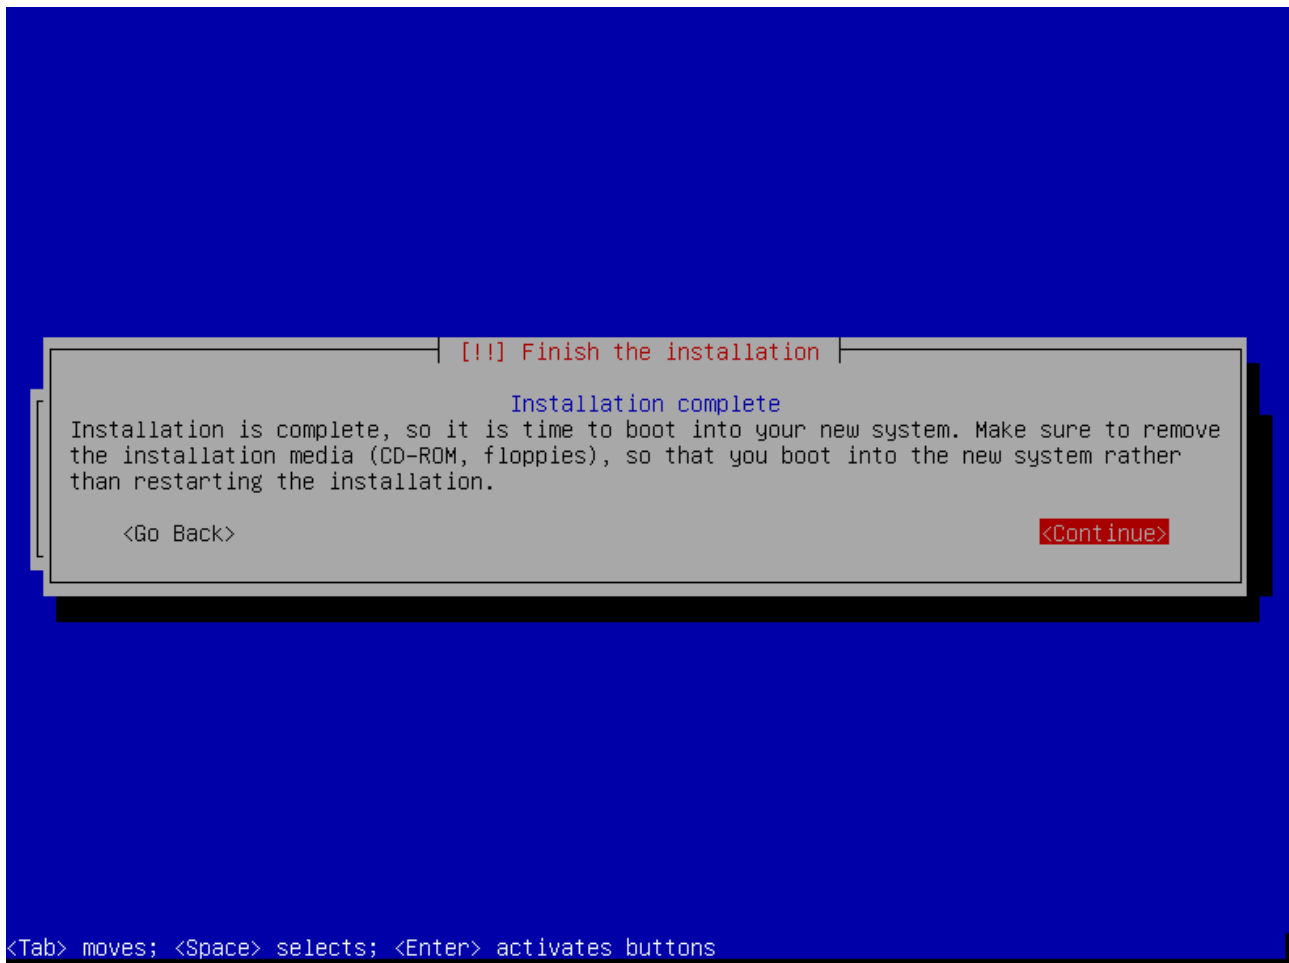 [!!] Finish the installation
Installation complete
Installation is complete, so it is time to boot into your new system. Make sure to remove
the installation media (CD-ROM, floppies), so that you boot into the new system rather
than restarting the installation.
<Go Back> <Continue>
<Tab> moves; <Space> selects; <Enter> activates buttons